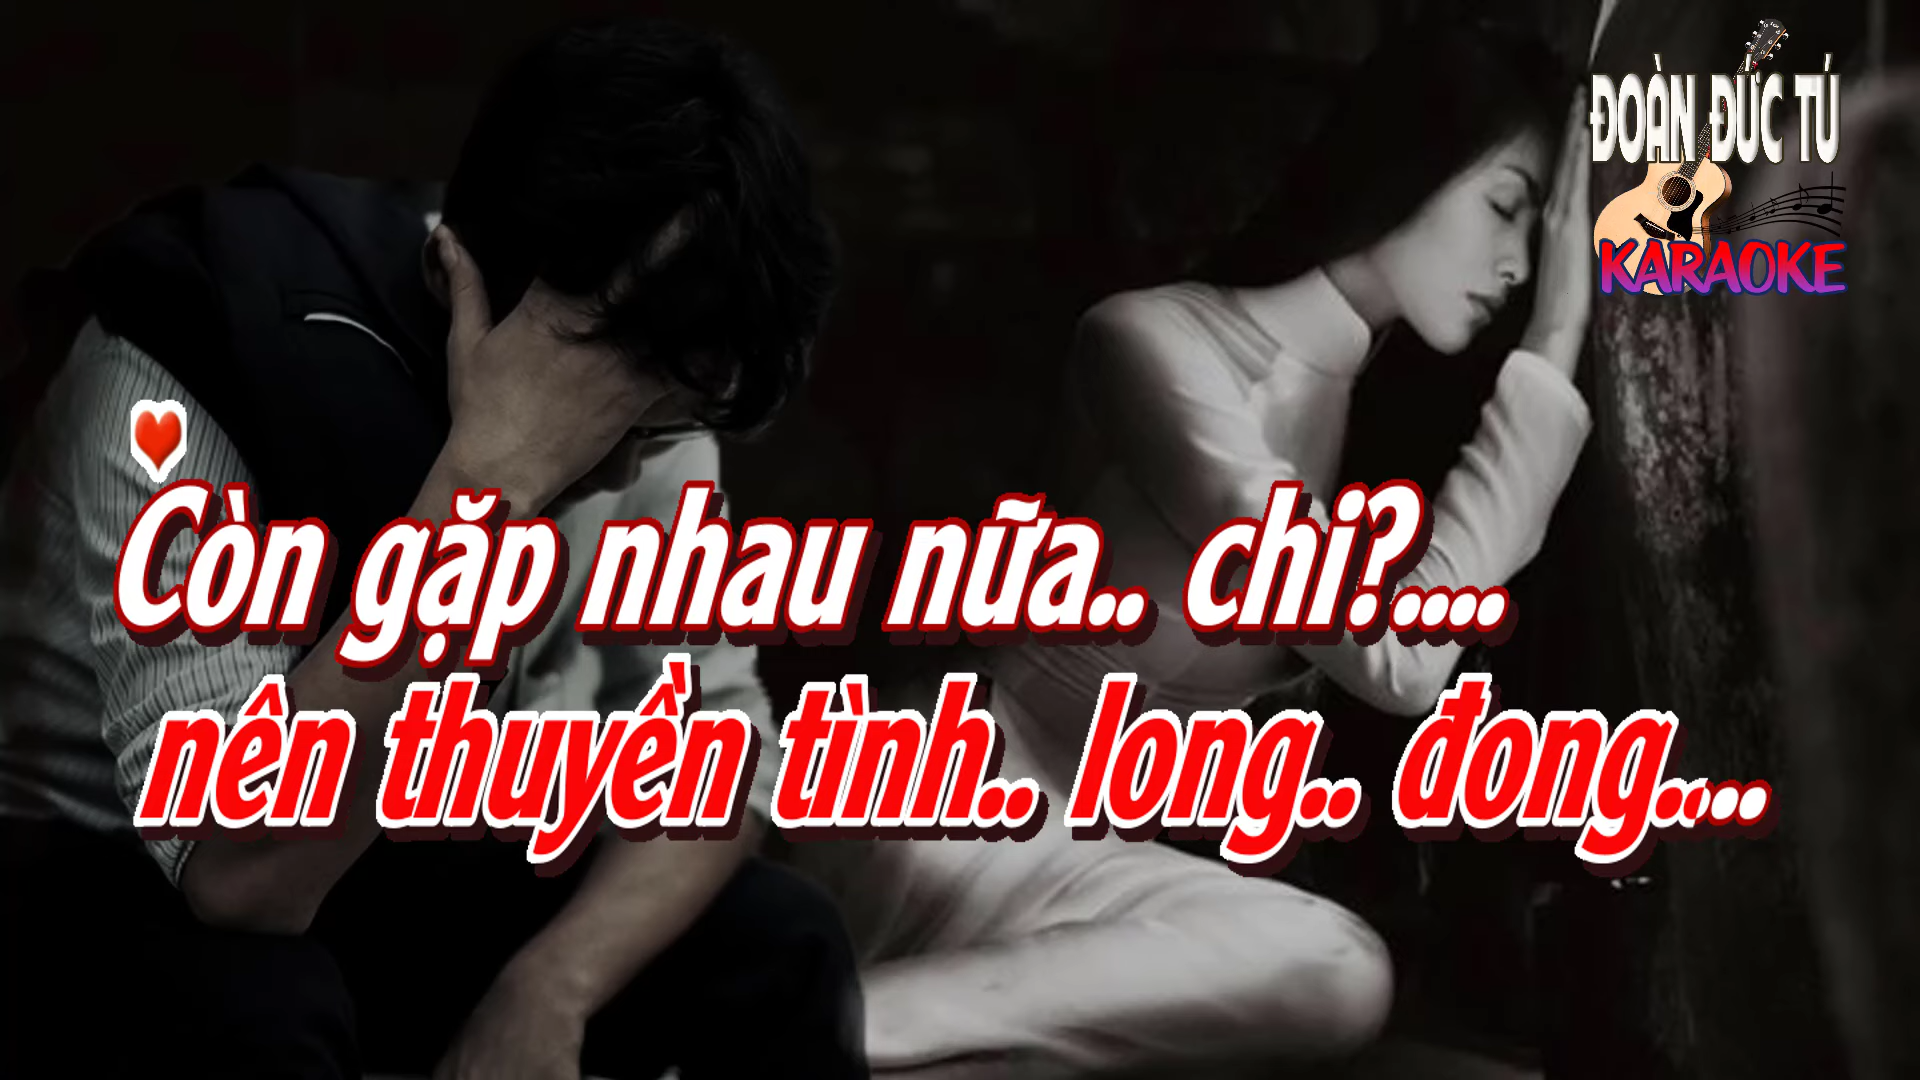 ĐOÀN ĐỨC TÚ
KARAOKE
Còn gặp nhau nữa.. chi?....
nên thuyền tình.. long.. đong....